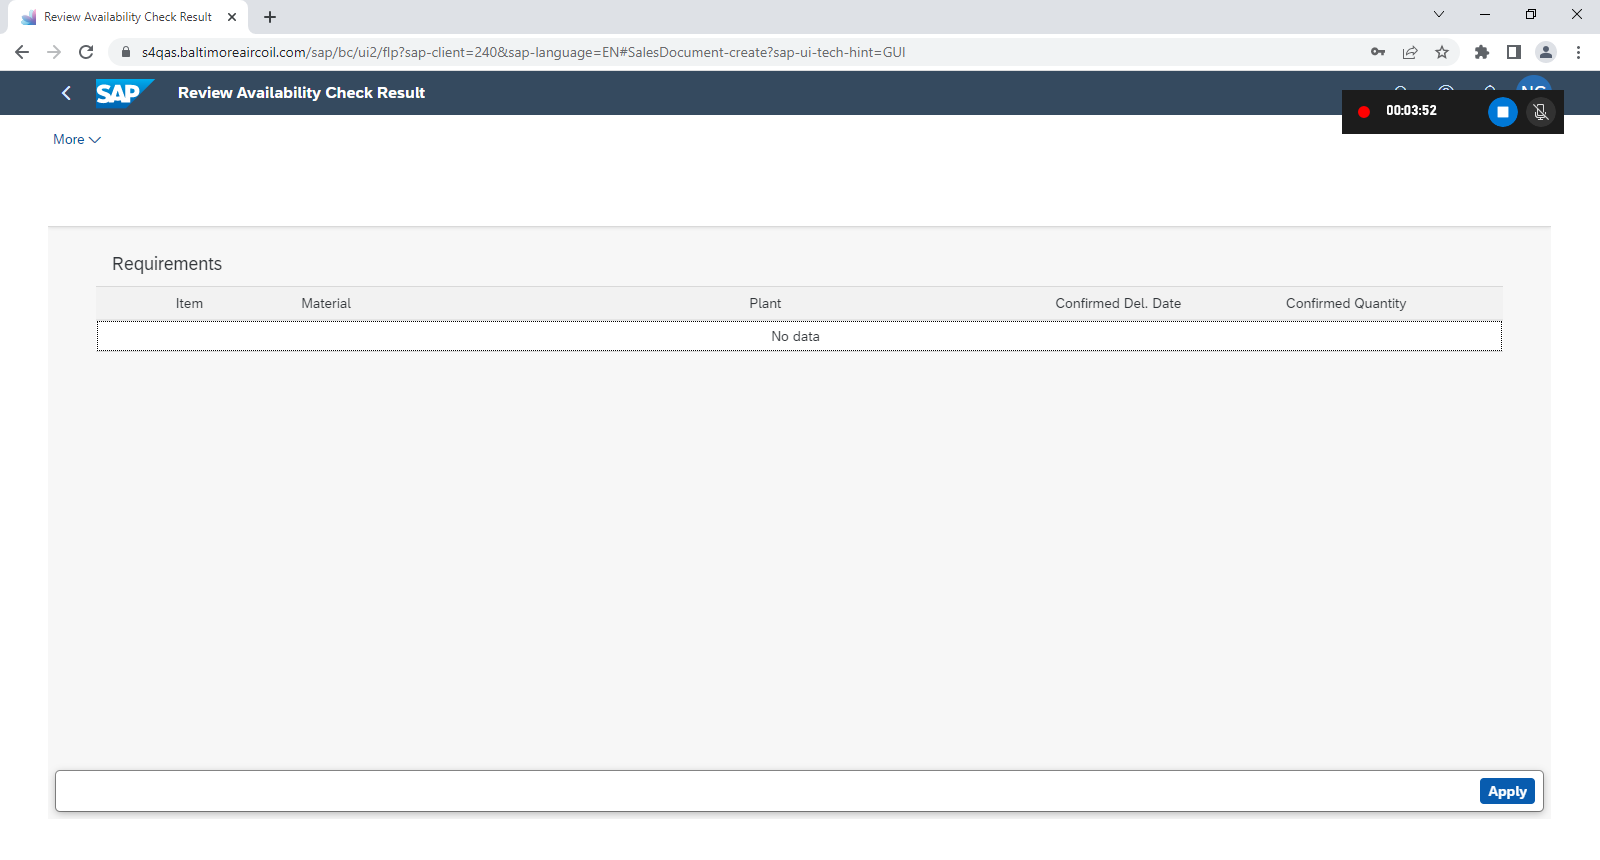 Review Availability Check Result
s4qas.baltimoreaircoil.com/sap/bc/ui2/flp?sap-client=240&sap-language=EN#SalesDocument-create?sap-ui-tech-hint=GUI
SAP
Review Availability Check Result
00:03:52
More
Requirements
Item Material Plant Confirmed Del. Date Confirmed Quantity
No data
Apply